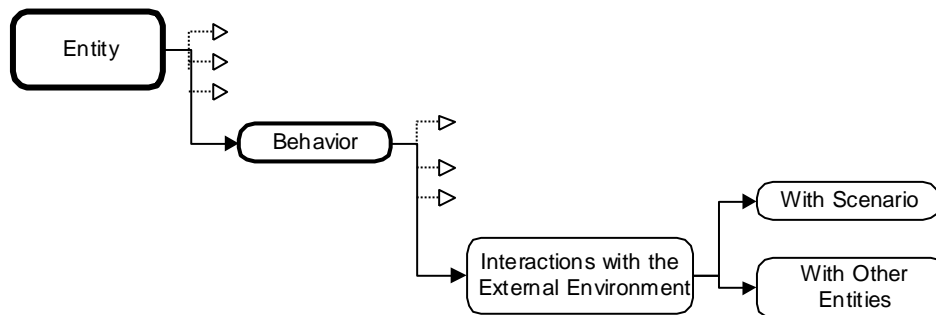 Entity
Behavior
With Scenario
Interactions with the
External Environment
With Other
Entities